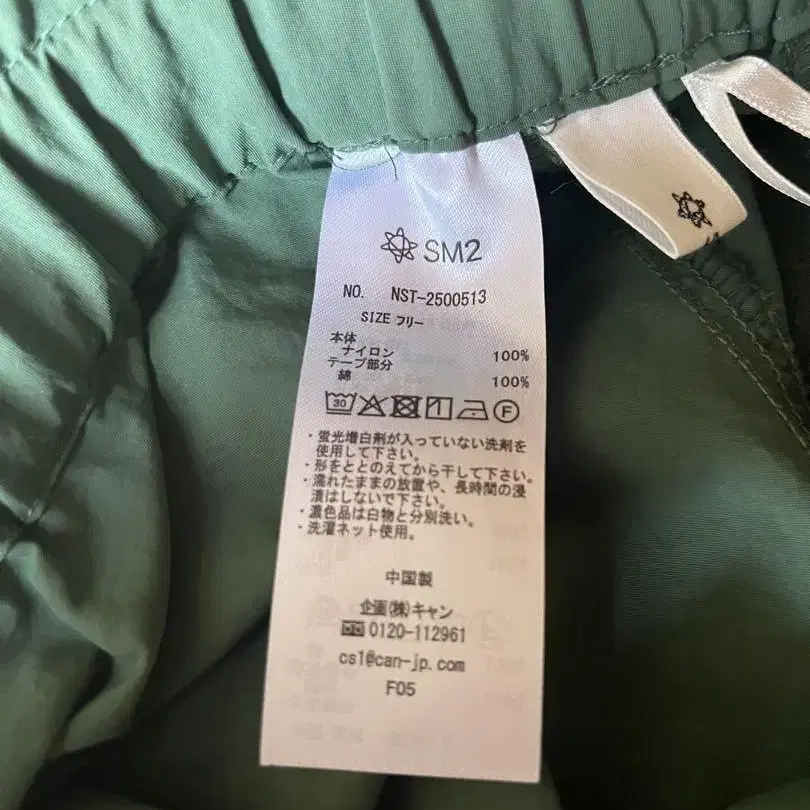 SM2
NO. NST-2500513
SIZE フリー
本体
ナイロン 100%
テープ部分
綿 100%
30 F
・蛍光増白剤が入っていない洗剤を
使用して下さい。
・形をととのえてから干して下さい。
・濡れたままの放置や、長時間の浸
漬はしないで下さい。
・濃色品は白物と分別洗い。
・洗濯ネット使用。
中国製
企画(株)キャン
0120-112961
cs1@can-jp.com
F05